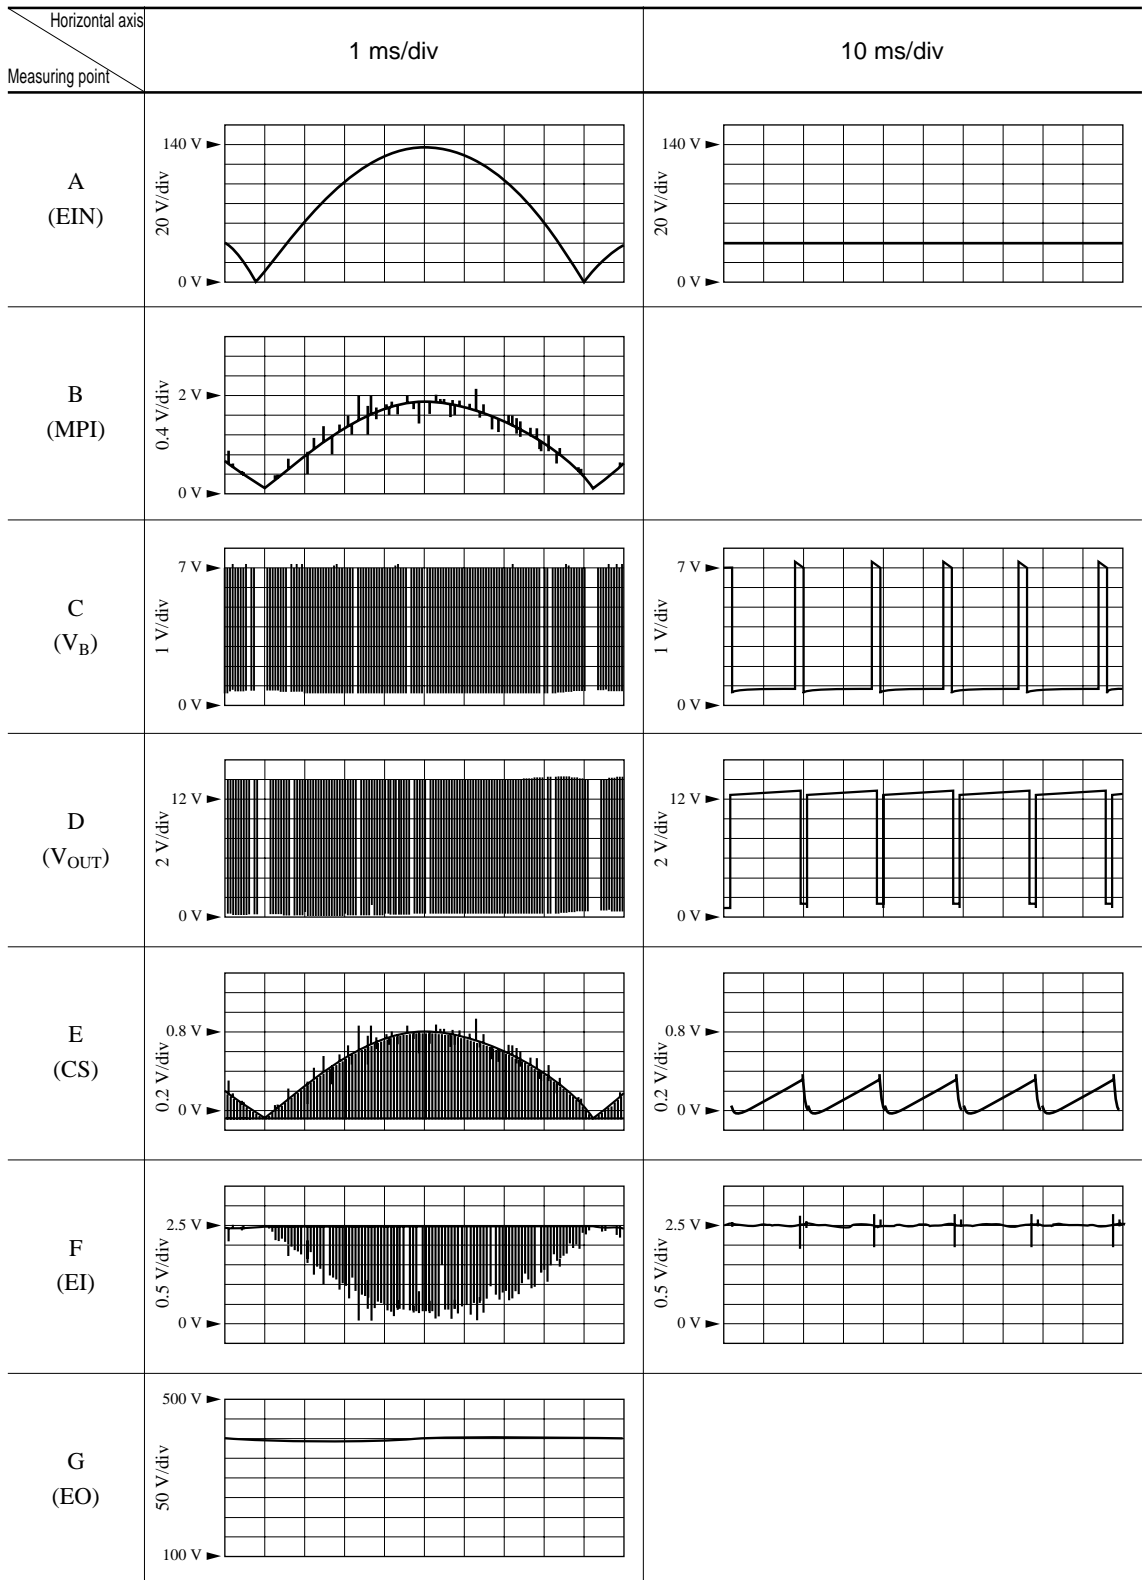 Horizontal axis
Measuring point
1 ms/div
10 ms/div
A
(EIN)
140 V
20 V/div
0 V
140 V
20 V/div
0 V
B
(MPI)
2 V
0.4 V/div
0 V
C
(VB)
7 V
1 V/div
0 V
7 V
1 V/div
0 V
D
(VOUT)
12 V
2 V/div
0 V
12 V
2 V/div
0 V
E
(CS)
0.8 V
0.2 V/div
0 V
0.8 V
0.2 V/div
0 V
F
(EI)
2.5 V
0.5 V/div
0 V
2.5 V
0.5 V/div
0 V
G
(EO)
500 V
50 V/div
100 V